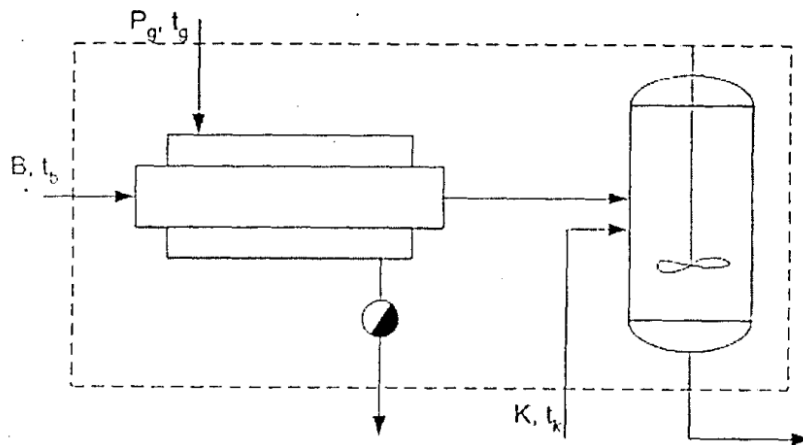 P_g, t_g
B, t_b
K, t_k